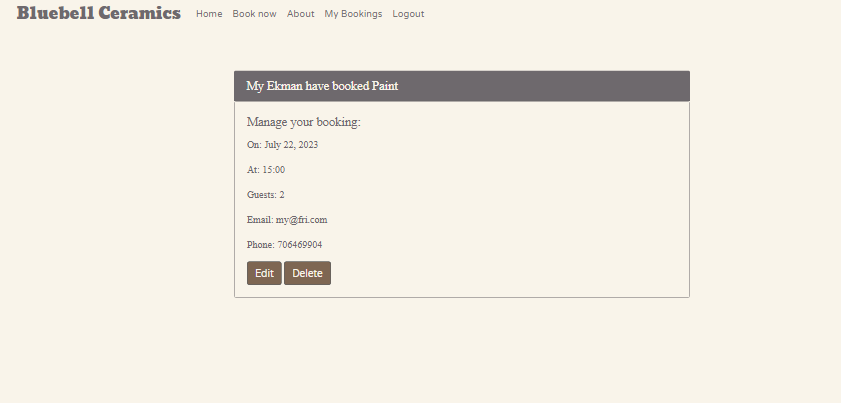 Bluebell Ceramics Home Book now About My Bookings Logout
My Ekman have booked Paint
Manage your booking:
On: July 22, 2023
At: 15:00
Guests: 2
Email: my@fri.com
Phone: 706469904
Edit Delete